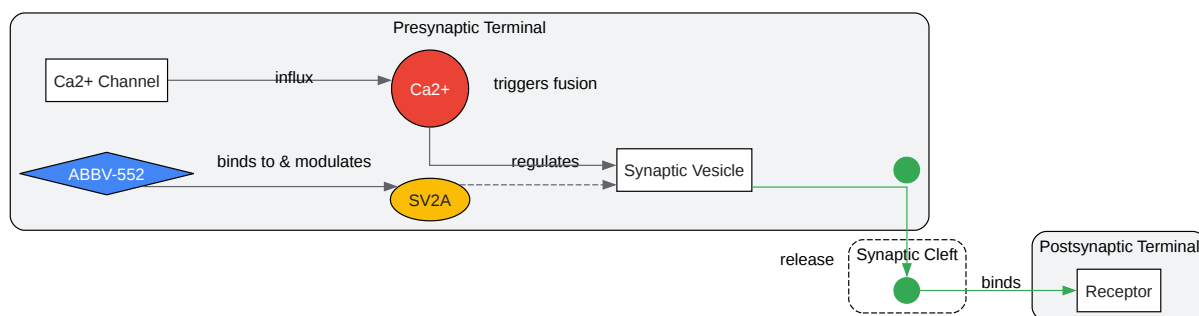 Presynaptic Terminal
Ca2+ Channel
influx
Ca2+
triggers fusion
ABBV-552
binds to & modulates
SV2A
regulates
Synaptic Vesicle
release
Synaptic Cleft
binds
Postsynaptic Terminal
Receptor